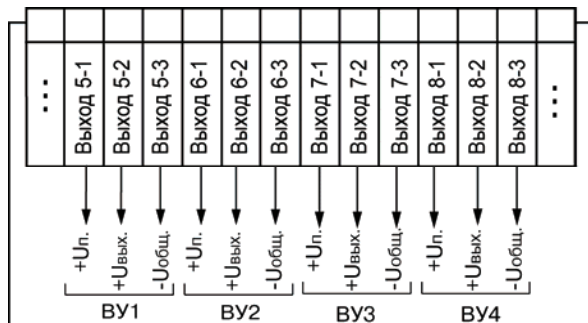 ...
Выход 5-1
Выход 5-2
Выход 5-3
Выход 6-1
Выход 6-2
Выход 6-3
Выход 7-1
Выход 7-2
Выход 7-3
Выход 8-1
Выход 8-2
Выход 8-3
...
+Uп.
+Uвых.
-Uобщ.
+Uп.
+Uвых.
-Uобщ.
+Uп.
+Uвых.
-Uобщ.
+Uп.
+Uвых.
-Uобщ.
ВУ1 ВУ2 ВУ3 ВУ4